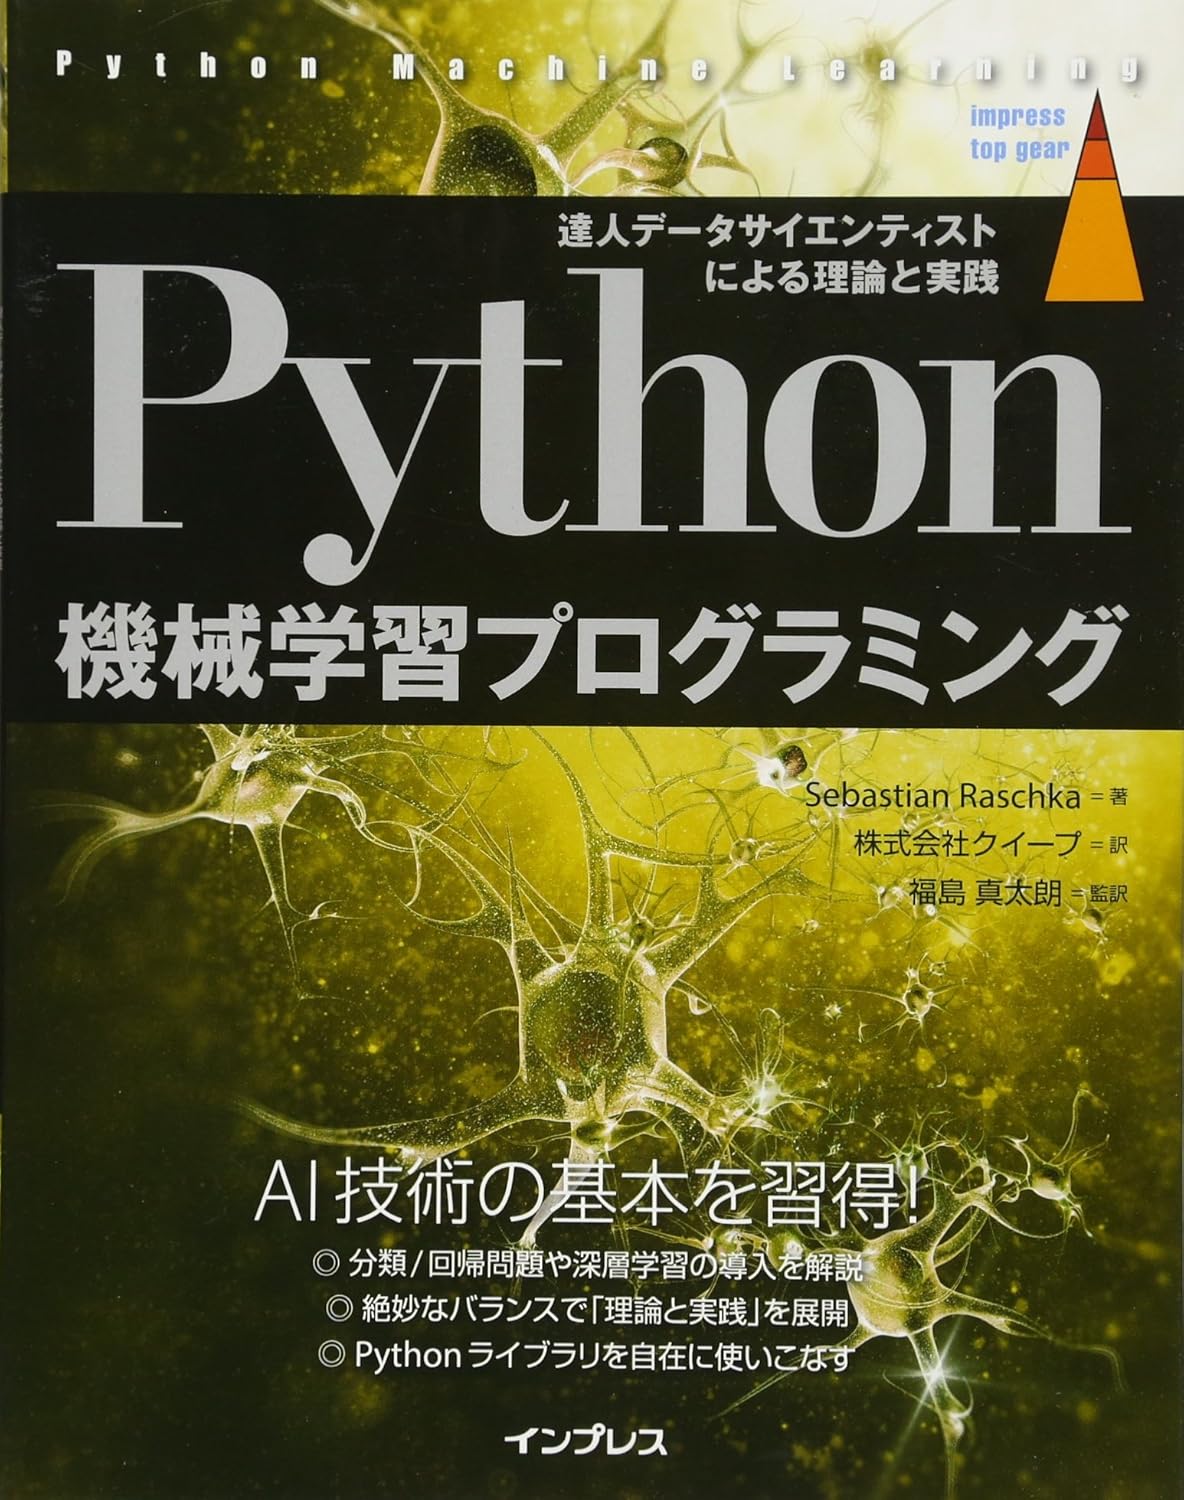 Python Machine Learning
impress
top gear
達人データサイエンティスト
による理論と実践
Python
機械学習プログラミング
Sebastian Raschka = 著
株式会社クイープ = 訳
福島 真太朗 = 監訳
AI 技術の基本を習得!
◎ 分類/回帰問題や深層学習の導入を解説
◎ 絶妙なバランスで「理論と実践」を展開
◎ Pythonライブラリを自在に使いこなす
インプレス